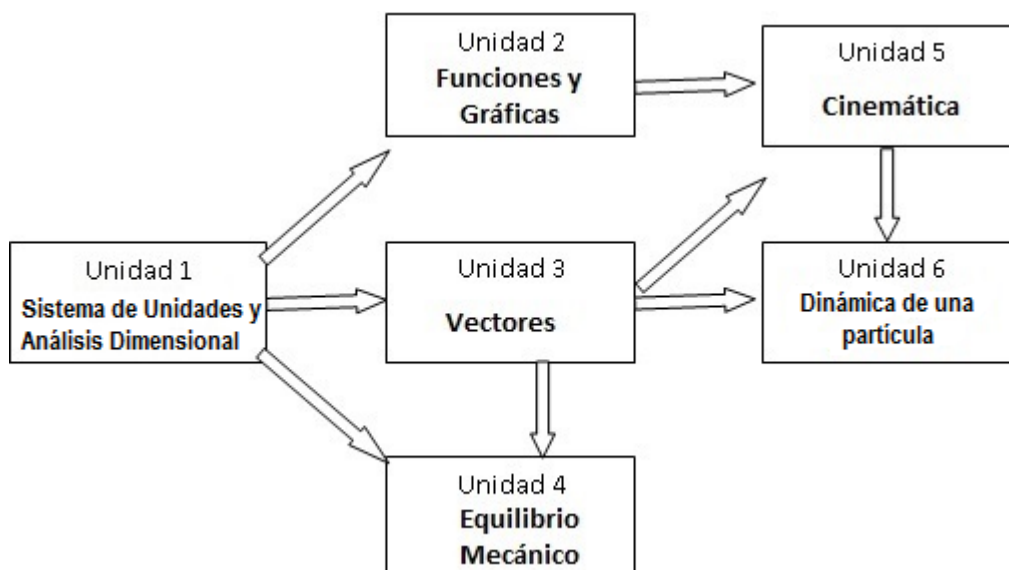 Unidad 2
Funciones y
Gráficas
Unidad 5
Cinemática
Unidad 1
Sistema de Unidades y
Análisis Dimensional
Unidad 3
Vectores
Unidad 6
Dinámica de una
partícula
Unidad 4
Equilibrio
Mecánico